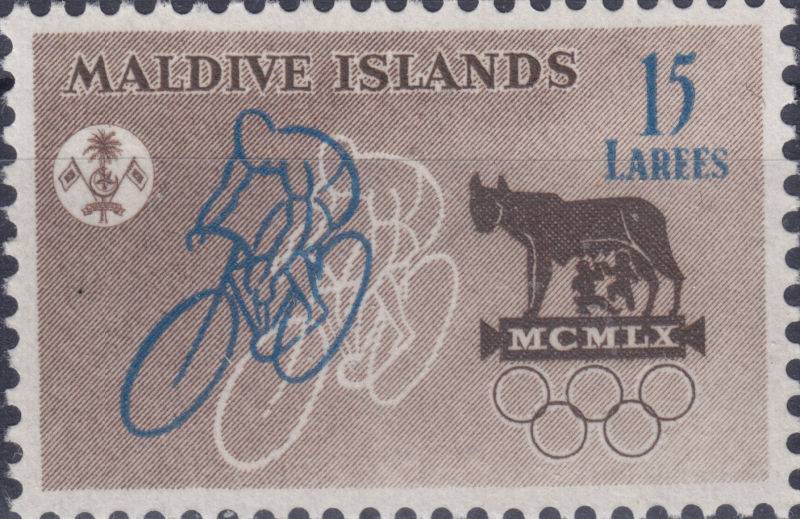 MALDIVE ISLANDS
15
LAREES
MCMLX